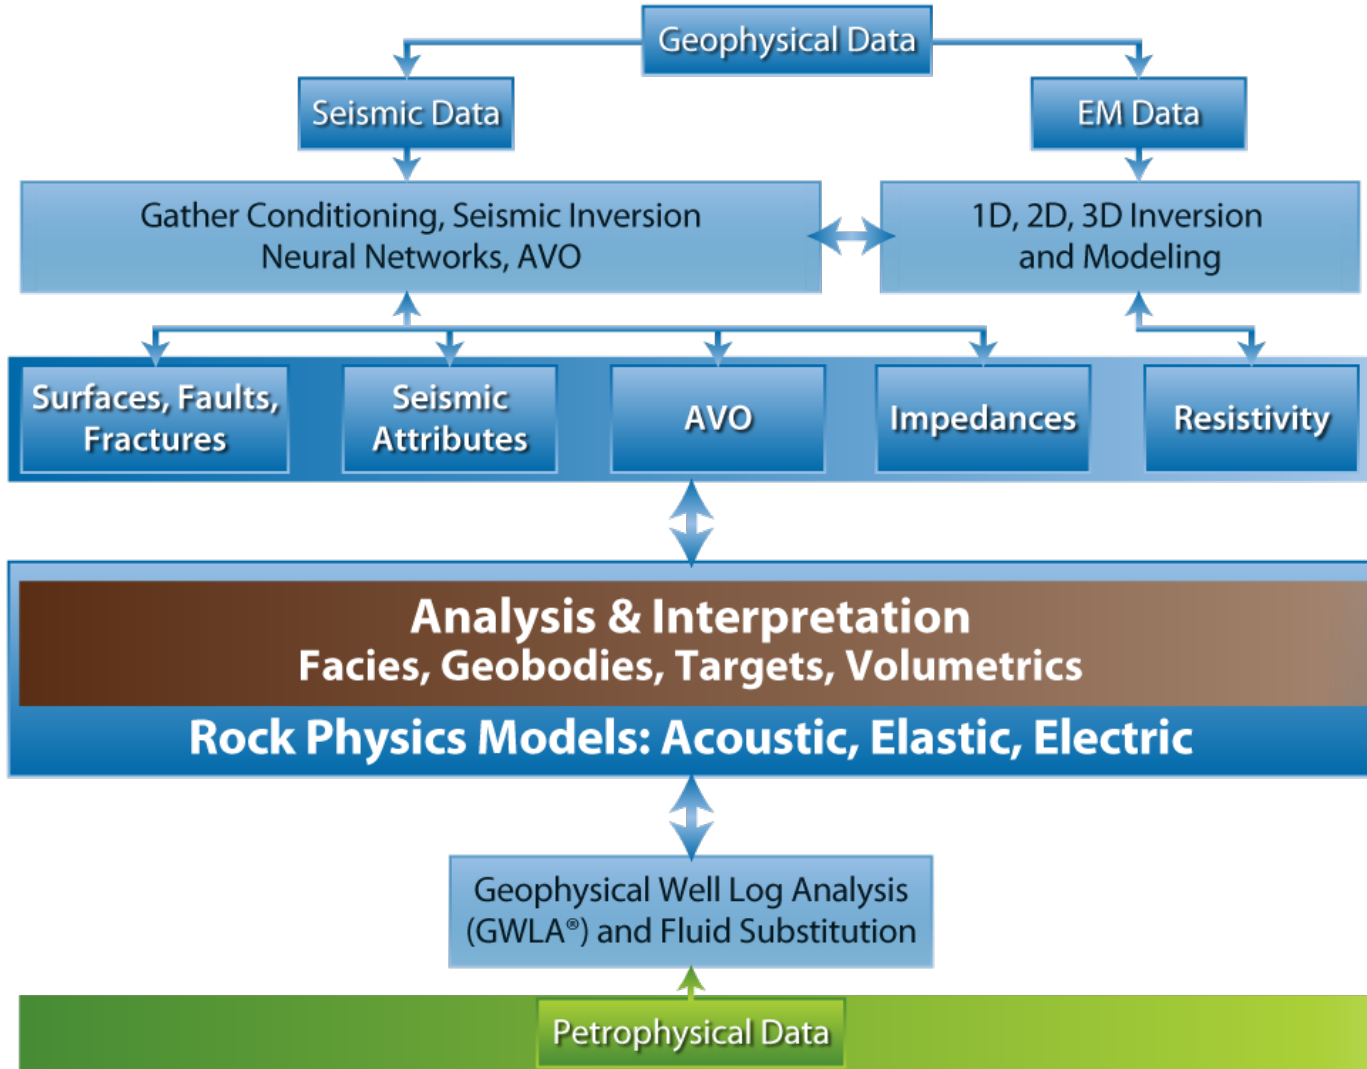 Geophysical Data
Seismic Data
EM Data
Gather Conditioning, Seismic Inversion
Neural Networks, AVO
1D, 2D, 3D Inversion
and Modeling
Surfaces, Faults,
Fractures
Seismic
Attributes
AVO
Impedances
Resistivity
Analysis & Interpretation
Facies, Geobodies, Targets, Volumetrics
Rock Physics Models: Acoustic, Elastic, Electric
Geophysical Well Log Analysis
(GWLA®) and Fluid Substitution
Petrophysical Data